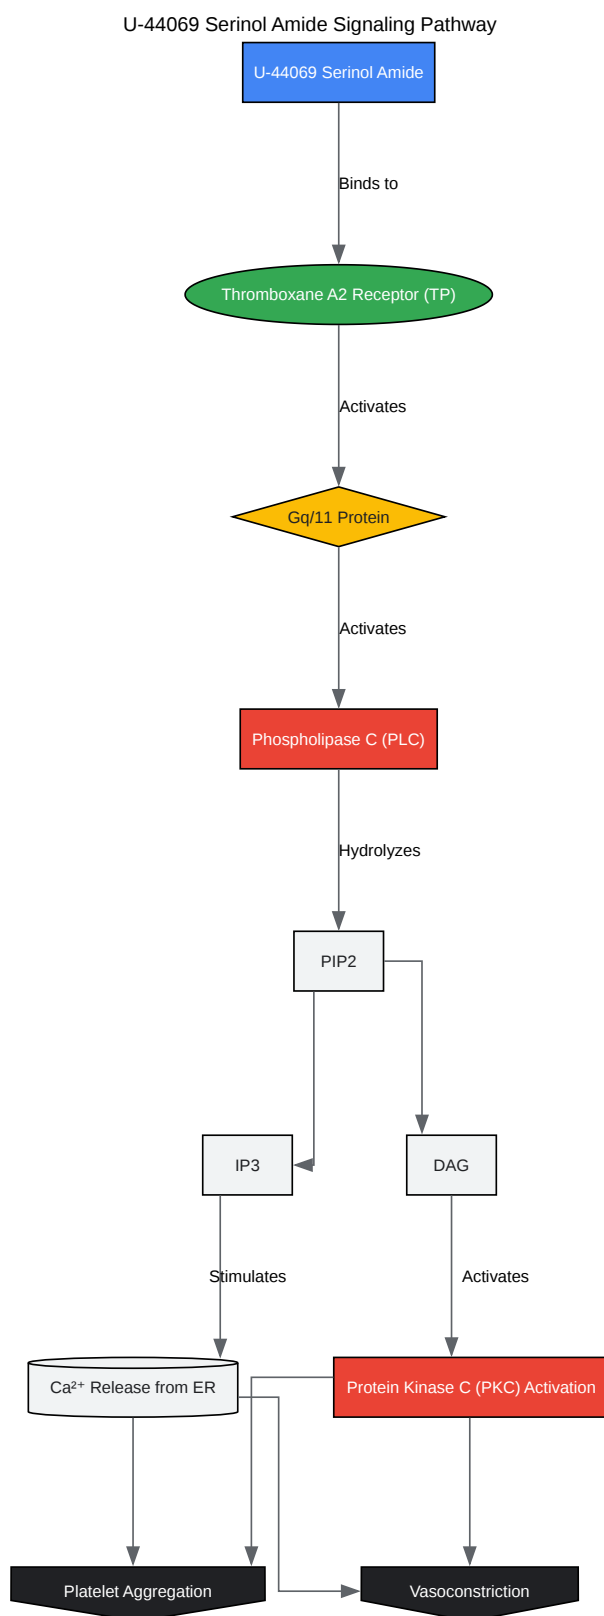 U-44069 Serinol Amide Signaling Pathway
U-44069 Serinol Amide
Binds to
Thromboxane A2 Receptor (TP)
Activates
Gq/11 Protein
Activates
Phospholipase C (PLC)
Hydrolyzes
PIP2
IP3
DAG
Stimulates
Activates
Ca²⁺ Release from ER
Protein Kinase C (PKC) Activation
Platelet Aggregation
Vasoconstriction